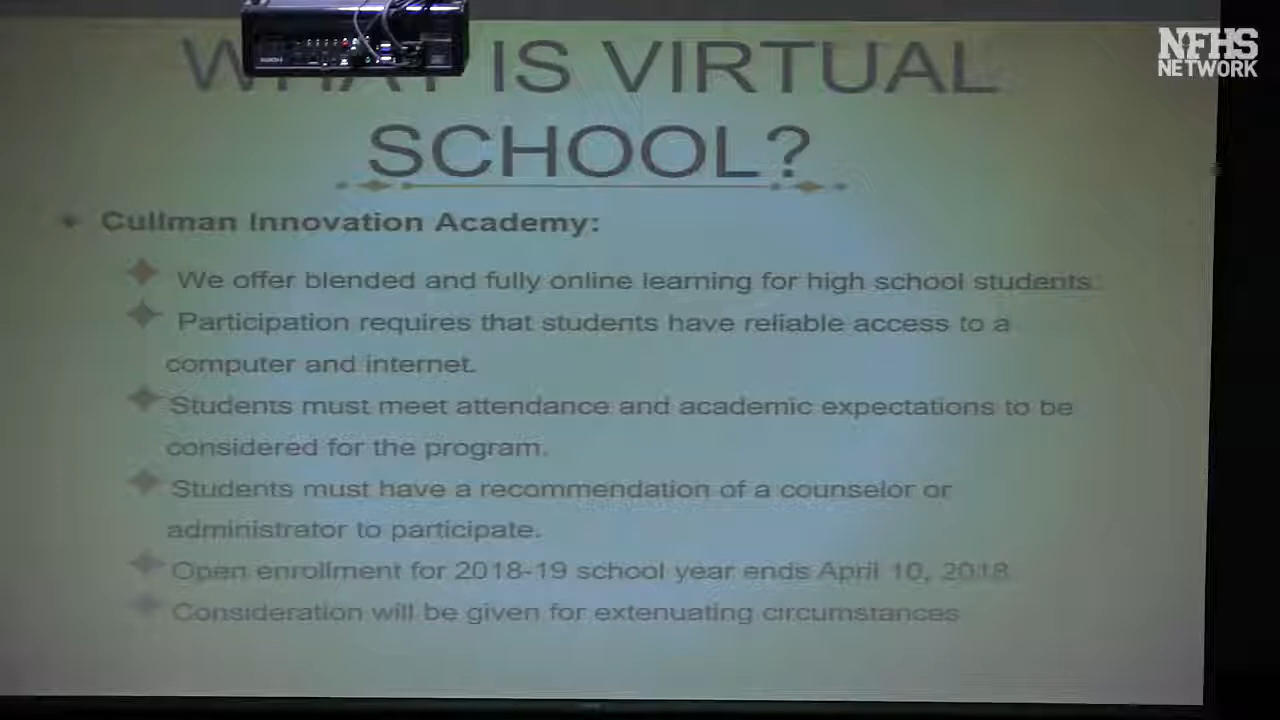 NFHS
NETWORK
WHAT IS VIRTUAL
SCHOOL?
Cullman Innovation Academy:
We offer blended and fully online learning for high school students.
Participation requires that students have reliable access to a
computer and internet.
Students must meet attendance and academic expectations to be
considered for the program.
Students must have a recommendation of a counselor or
administrator to participate.
Open enrollment for 2018-19 school year ends April 10, 2018
Consideration will be given for extenuating circumstances